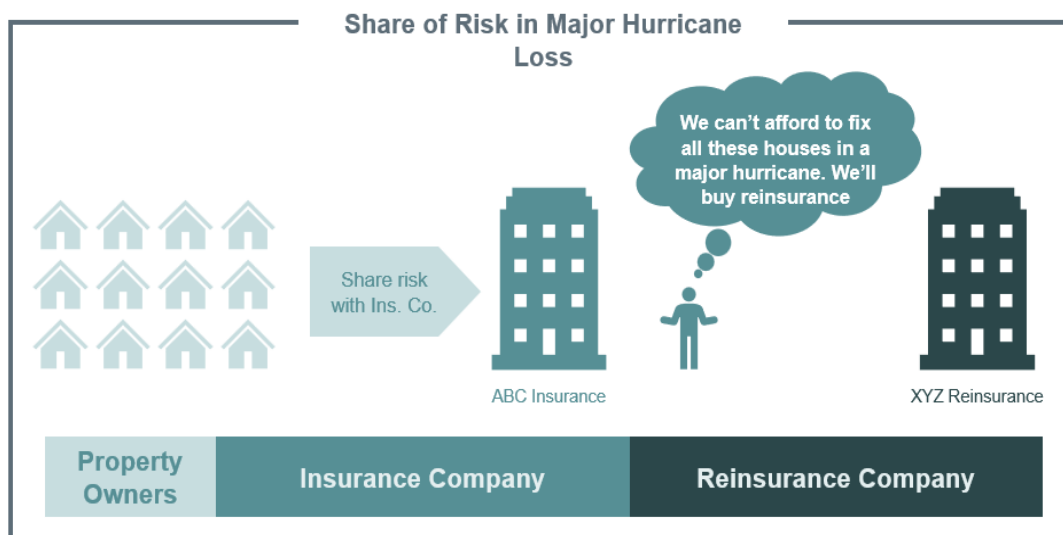 Share of Risk in Major Hurricane
Loss
We can’t afford to fix
all these houses in a
major hurricane. We’ll
buy reinsurance
Share risk
with Ins. Co.
ABC Insurance
XYZ Reinsurance
Property
Owners
Insurance Company
Reinsurance Company